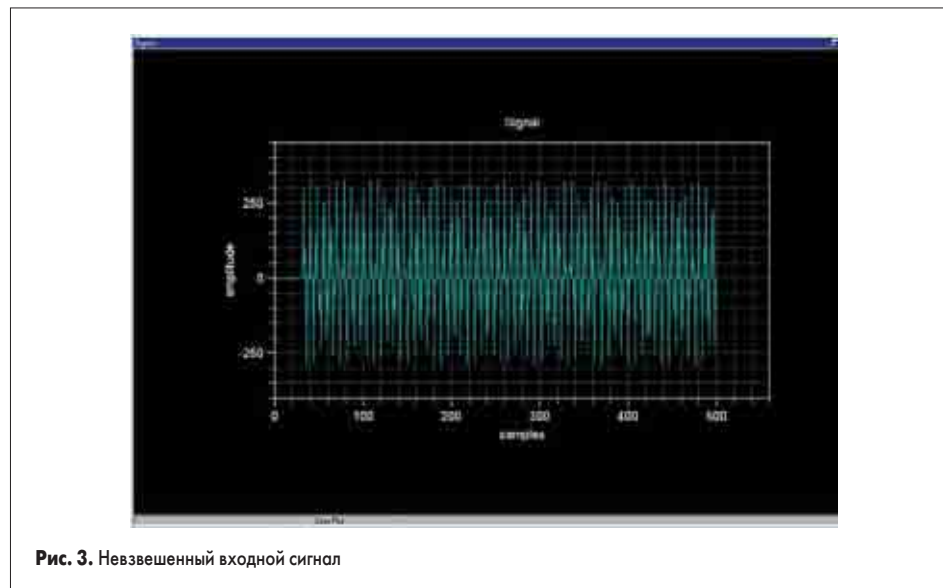 Signal
250
0
-250
amplitude
0 100 200 300 400 500
samples
Рис. 3. Невзвешенный входной сигнал